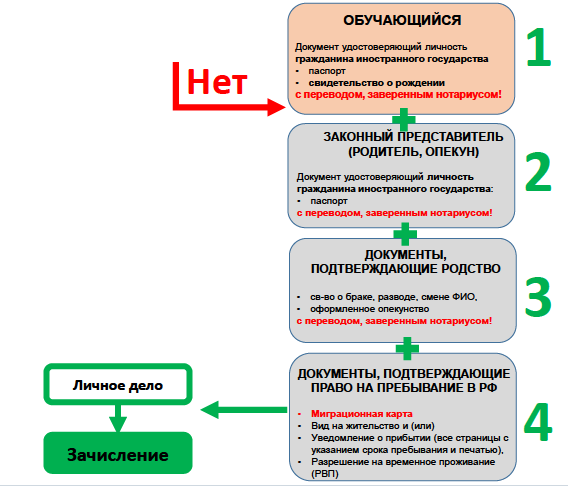 Нет
ОБУЧАЮЩИЙСЯ
Документ удостоверяющий личность
гражданина иностранного государства
• паспорт
• свидетельство о рождении
с переводом, заверенным нотариусом!
1
ЗАКОННЫЙ ПРЕДСТАВИТЕЛЬ
(РОДИТЕЛЬ, ОПЕКУН)
Документ удостоверяющий личность
гражданина иностранного государства:
• паспорт
с переводом, заверенным нотариусом!
2
ДОКУМЕНТЫ,
ПОДТВЕРЖДАЮЩИЕ РОДСТВО
• св-во о браке, разводе, смене ФИО,
• оформленное опекунство
с переводом, заверенным нотариусом!
3
ДОКУМЕНТЫ, ПОДТВЕРЖДАЮЩИЕ
ПРАВО НА ПРЕБЫВАНИЕ В РФ
• Миграционная карта
• Вид на жительство и (или)
• Уведомление о прибытии (все страницы с
указанием срока пребывания и печатью),
• Разрешение на временное проживание
(РВП)
4
Личное дело
Зачисление